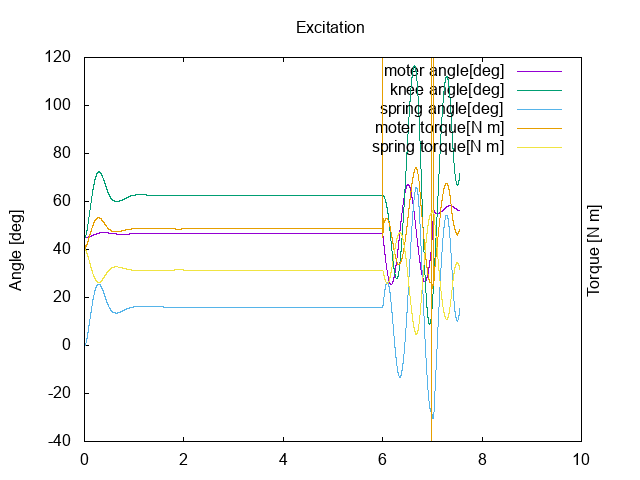 Excitation
120
100
80
60
40
20
0
-20
-40
Angle [deg]
moter angle[deg]
knee angle[deg]
spring angle[deg]
moter torque[N m]
spring torque[N m]
Torque [N m]
0 2 4 6 8 10